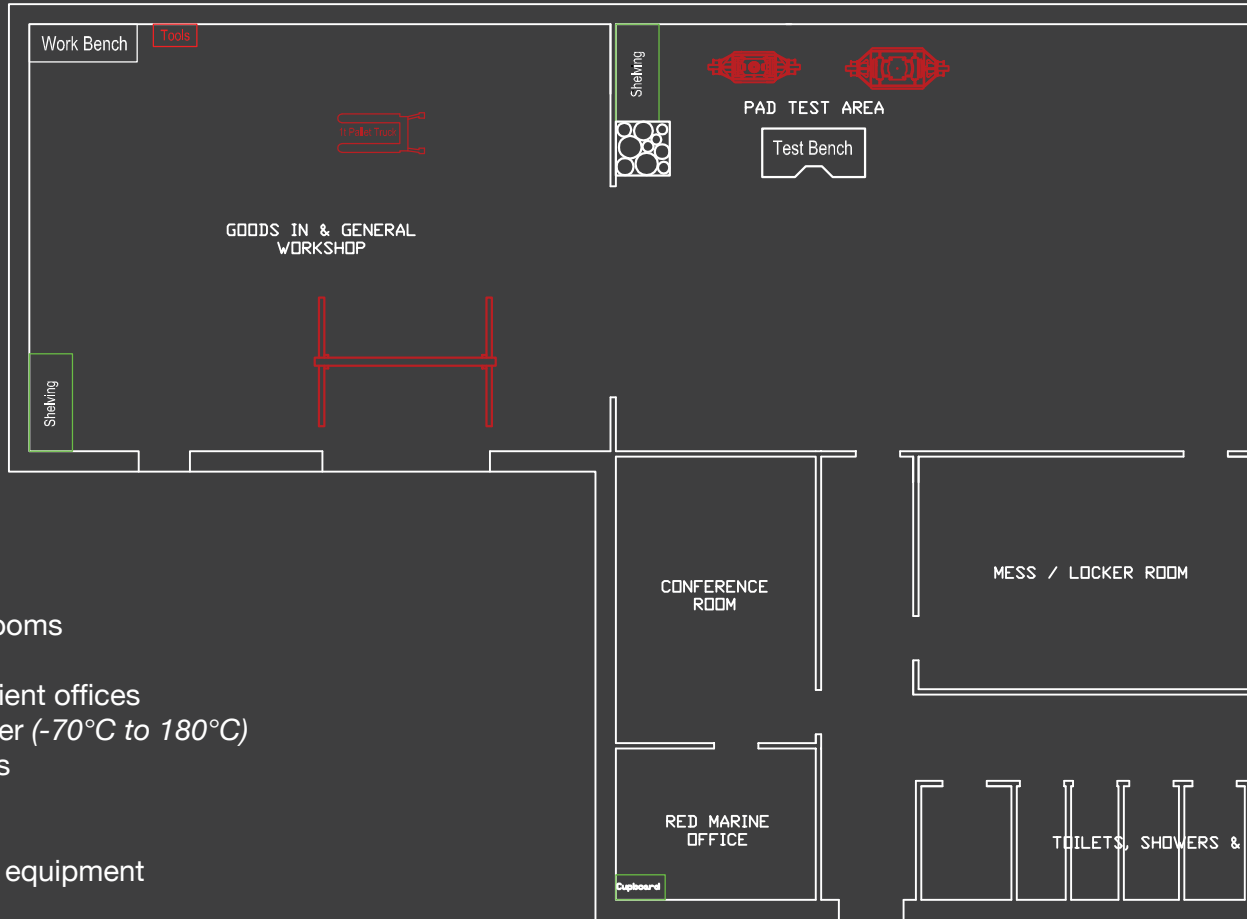 Work Bench
Tools
Shelving
PAD TEST AREA
1t Pallet Truck
Test Bench
GOODS IN & GENERAL
WORKSHOP
Shelving
CONFERENCE
ROOM
MESS / LOCKER ROOM
ooms
ient offices
er (-70°C to 180°C)
s
RED MARINE
OFFICE
TOILETS, SHOWERS &
equipment
Cupboard